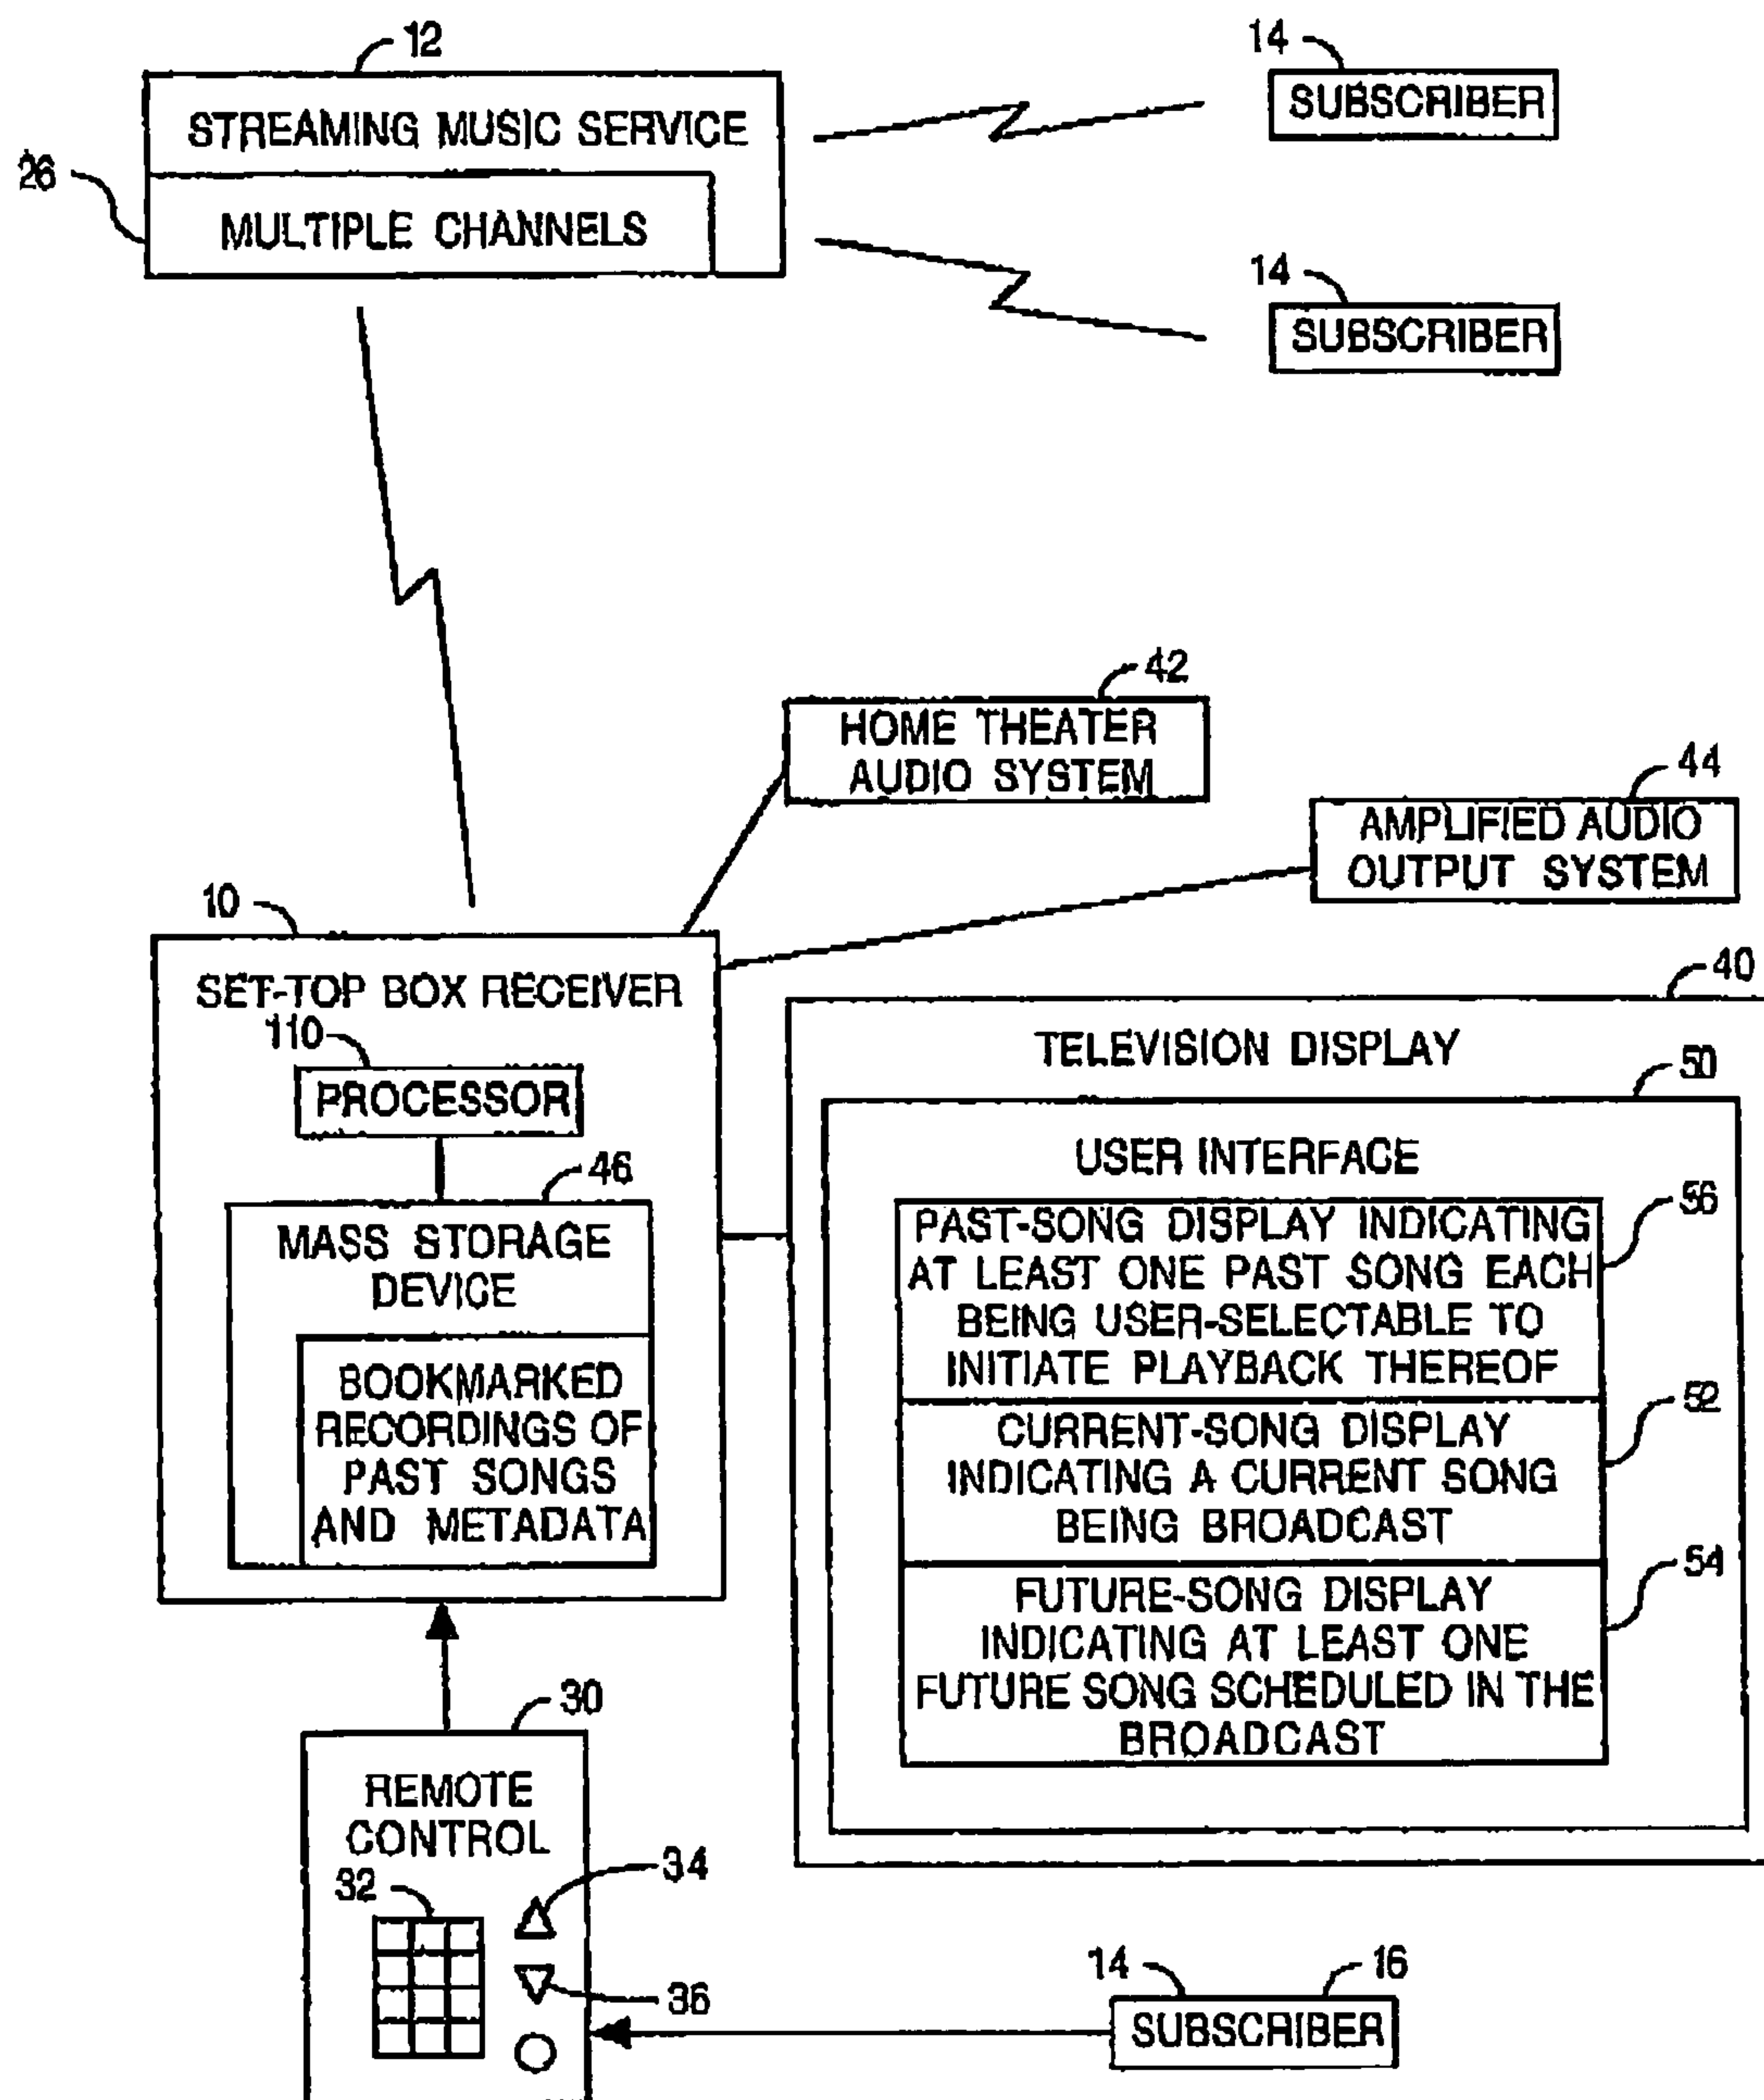 12
STREAMING MUSIC SERVICE
26
MULTIPLE CHANNELS
14
SUBSCRIBER
14
SUBSCRIBER
42
HOME THEATER
AUDIO SYSTEM
44
AMPLIFIED AUDIO
OUTPUT SYSTEM
10
SET-TOP BOX RECEIVER
110
PROCESSOR
46
MASS STORAGE
DEVICE
BOOKMARKED
RECORDINGS OF
PAST SONGS
AND METADATA
40
TELEVISION DISPLAY
50
USER INTERFACE
56
PAST-SONG DISPLAY INDICATING
AT LEAST ONE PAST SONG EACH
BEING USER-SELECTABLE TO
INITIATE PLAYBACK THEREOF
52
CURRENT-SONG DISPLAY
INDICATING A CURRENT SONG
BEING BROADCAST
54
FUTURE-SONG DISPLAY
INDICATING AT LEAST ONE
FUTURE SONG SCHEDULED IN THE
BROADCAST
30
REMOTE
CONTROL
32
34
36
14
16
SUBSCRIBER